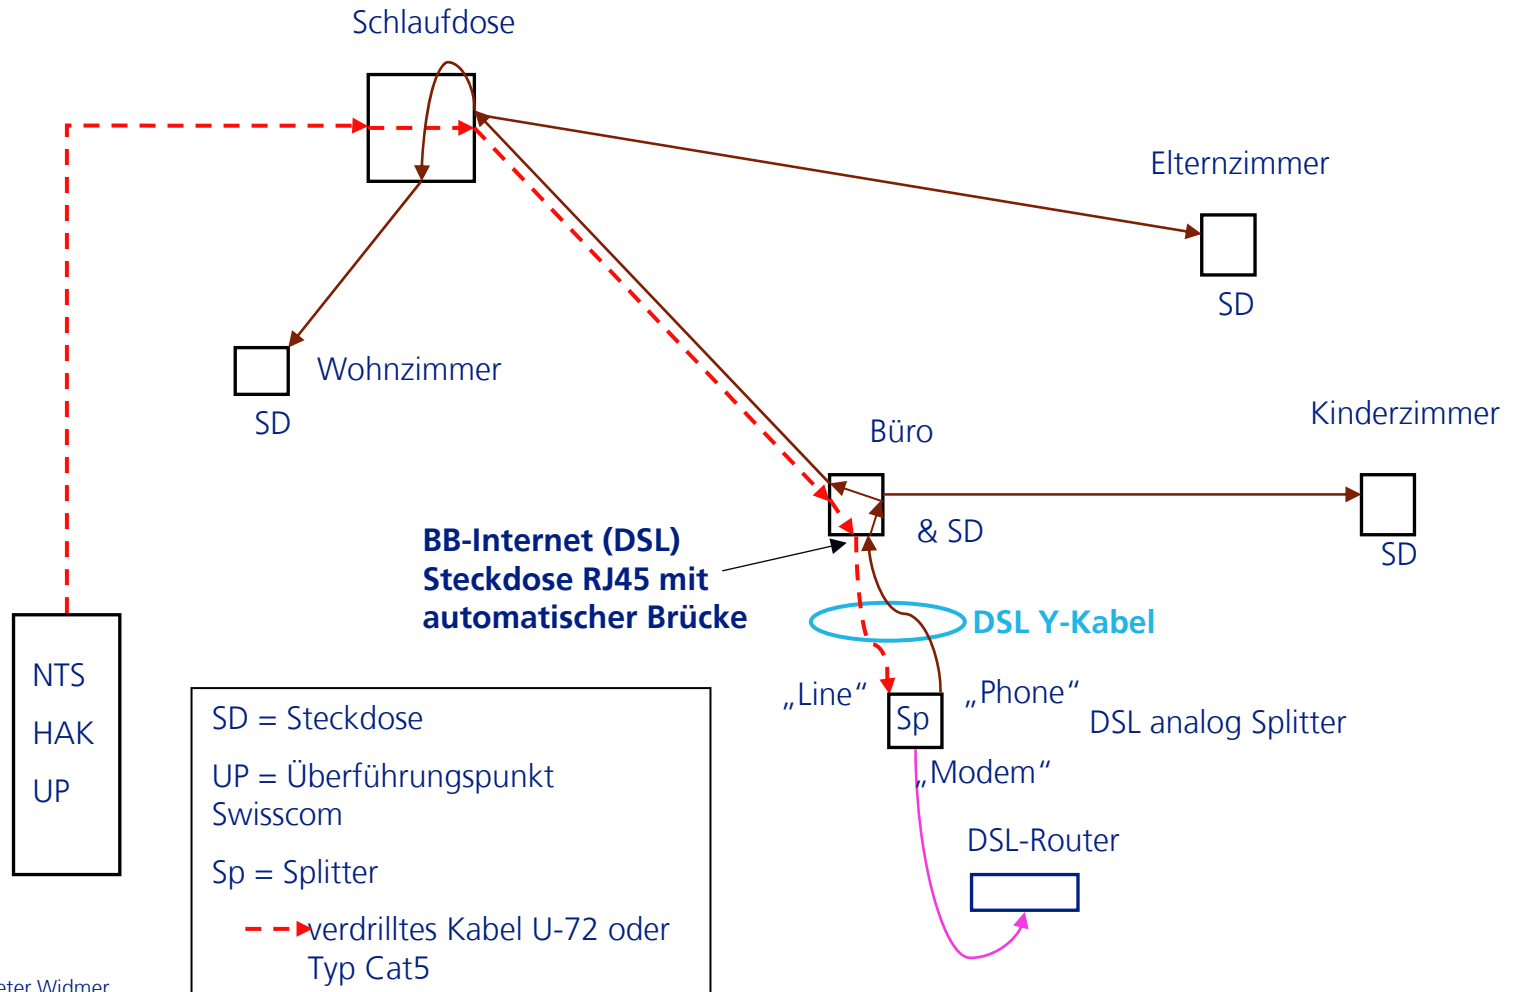 Schlaufdose
Elternzimmer
SD
Wohnzimmer
SD
Kinderzimmer
Büro
& SD
SD
BB-Internet (DSL)
Steckdose RJ45 mit
automatischer Brücke
DSL Y-Kabel
NTS
HAK
UP
„Line“
„Phone“
Sp
DSL analog Splitter
„Modem“
DSL-Router
SD = Steckdose
UP = Überführungspunkt
Swisscom
Sp = Splitter
verdrilltes Kabel U-72 oder
Typ Cat5
Widmer